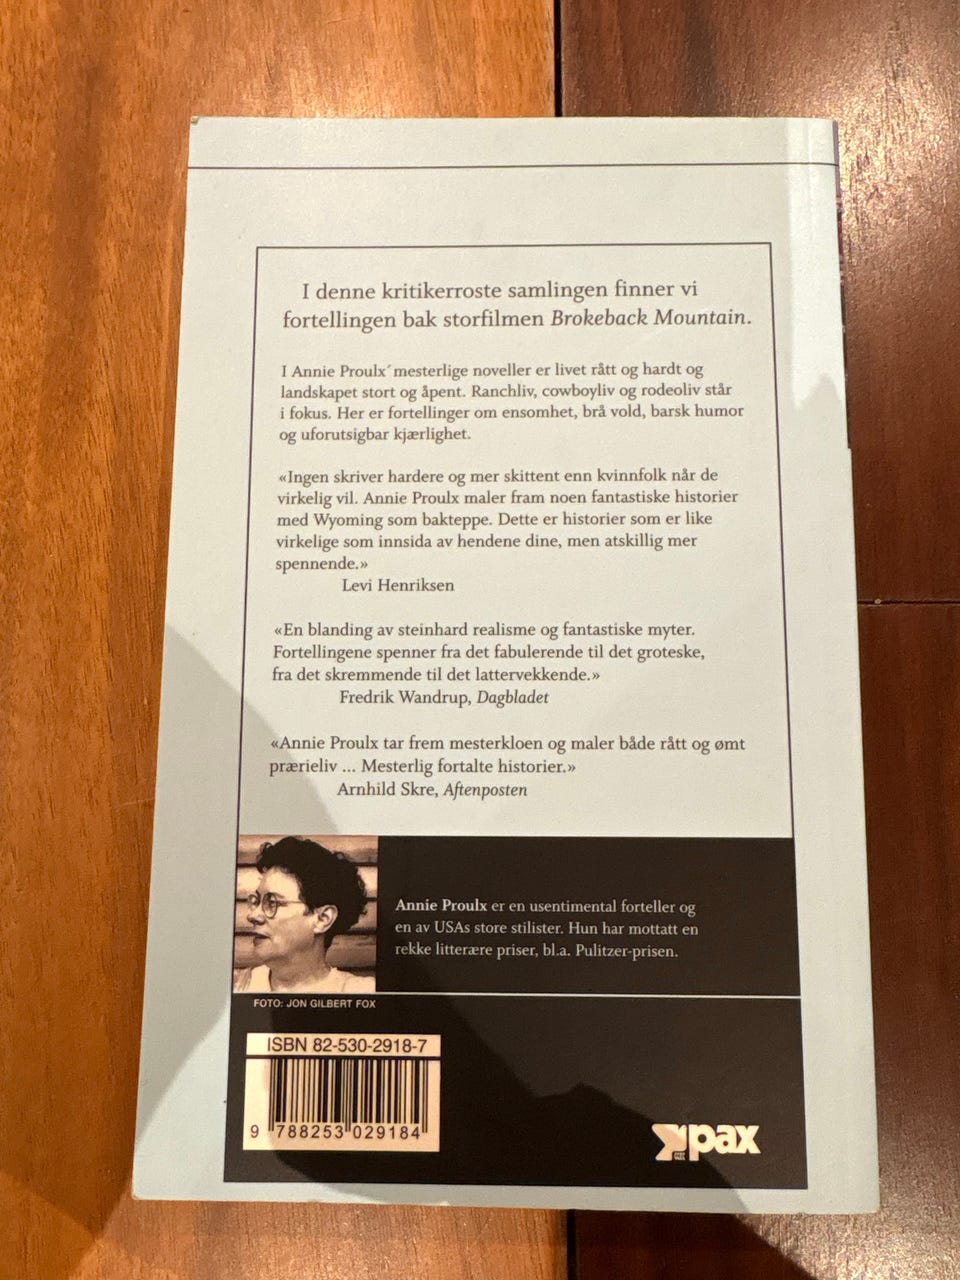 I denne kritikerroste samlingen finner vi
fortellingen bak storfilmen Brokeback Mountain.
I Annie Proulx´ mesterlige noveller er livet rått og hardt og
landskapet stort og åpent. Ranchliv, cowboyliv og rodeoliv står
i fokus. Her er fortellinger om ensomhet, brå vold, barsk humor
og uforutsigbar kjærlighet.
«Ingen skriver hardere og mer skittent enn kvinnfolk når de
virkelig vil. Annie Proulx maler fram noen fantastiske historier
med Wyoming som bakteppe. Dette er historier som er like
virkelige som innsida av hendene dine, men atskillig mer
spennende.»
Levi Henriksen
«En blanding av steinhard realisme og fantastiske myter.
Fortellingene spenner fra det fabulerende til det groteske,
fra det skremmende til det lattervekkende.»
Fredrik Wandrup, Dagbladet
«Annie Proulx tar frem mesterkloen og maler både rått og ømt
prærieliv ... Mesterlig fortalte historier.»
Arnhild Skre, Aftenposten
Annie Proulx er en usentimental forteller og
en av USAs store stilister. Hun har mottatt en
rekke litterære priser, bl.a. Pulitzer-prisen.
FOTO: JON GILBERT FOX
ISBN 82-530-2918-7
9 788253 029184
pax